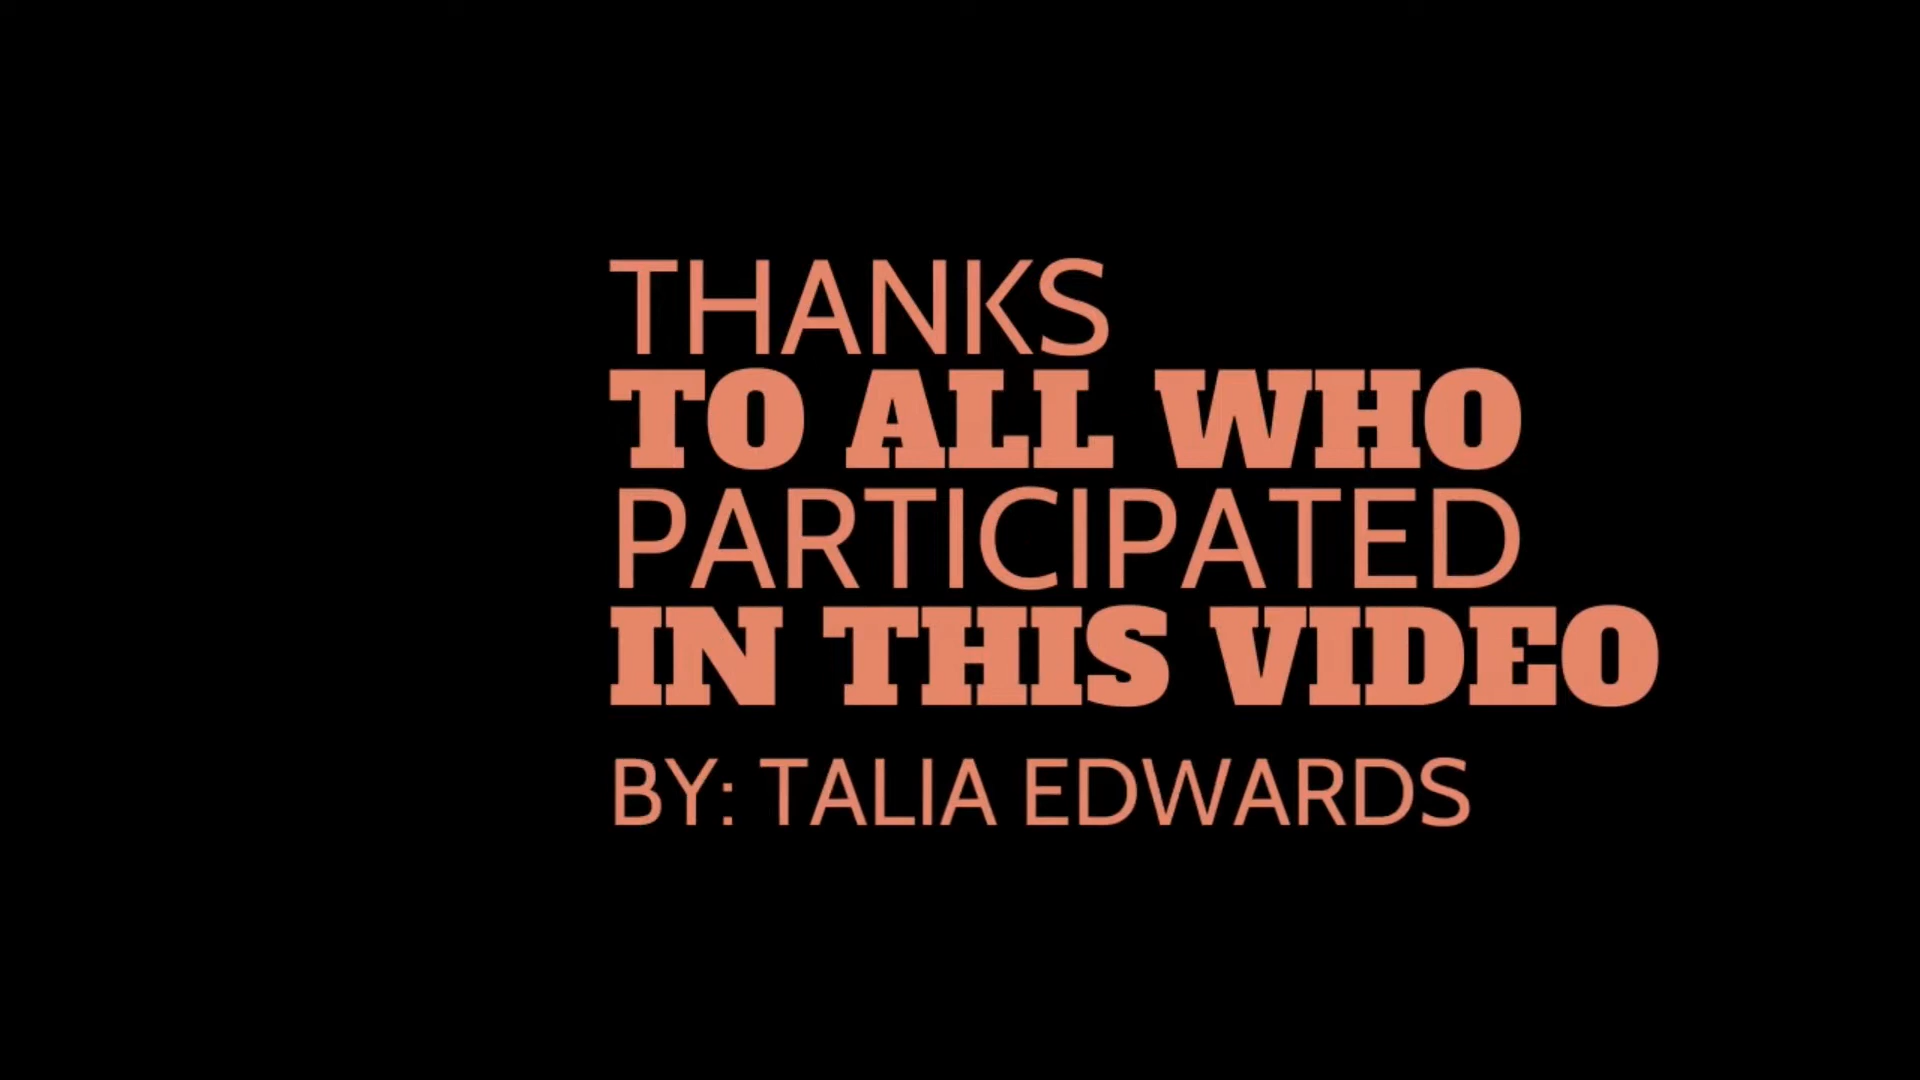 THANKS
TO ALL WHO
PARTICIPATED
IN THIS VIDEO
BY: TALIA EDWARDS